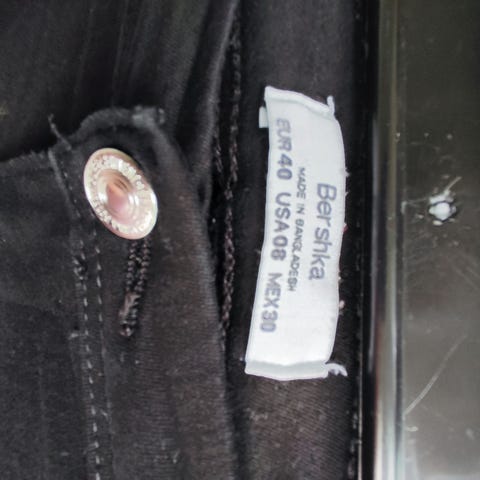 Bershka
MADE IN BANGLADESH
EUR 40 USA 08 MEX 30